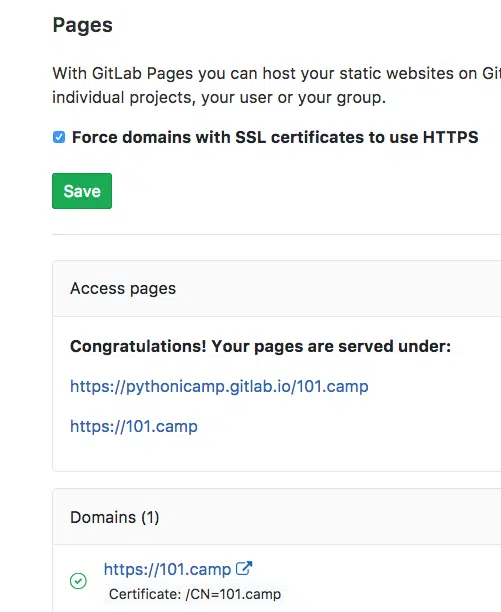 Pages
With GitLab Pages you can host your static websites on
individual projects, your user or your group.
Force domains with SSL certificates to use HTTPS
Save
Access pages
Congratulations! Your pages are served under:
https://pythonicamp.gitlab.io/101.camp
https://101.camp
Domains (1)
https://101.camp
Certificate: /CN=101.camp